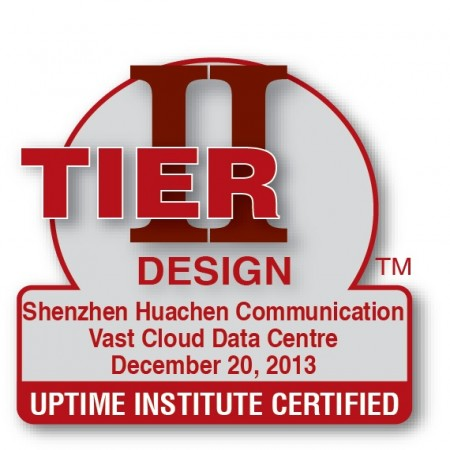 II
TIER
DESIGN
TM
Shenzhen Huachen Communication
Vast Cloud Data Centre
December 20, 2013
UPTIME INSTITUTE CERTIFIED